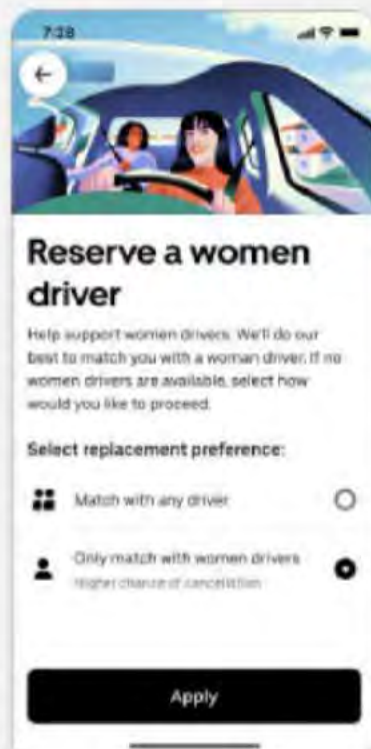 7:28
Reserve a women
driver
Help support women drivers. We'll do our
best to match you with a woman driver. If no
women drivers are available, select how
would you like to proceed.
Select replacement preference:
Match with any driver
Only match with women drivers
Higher chance of cancellation
Apply